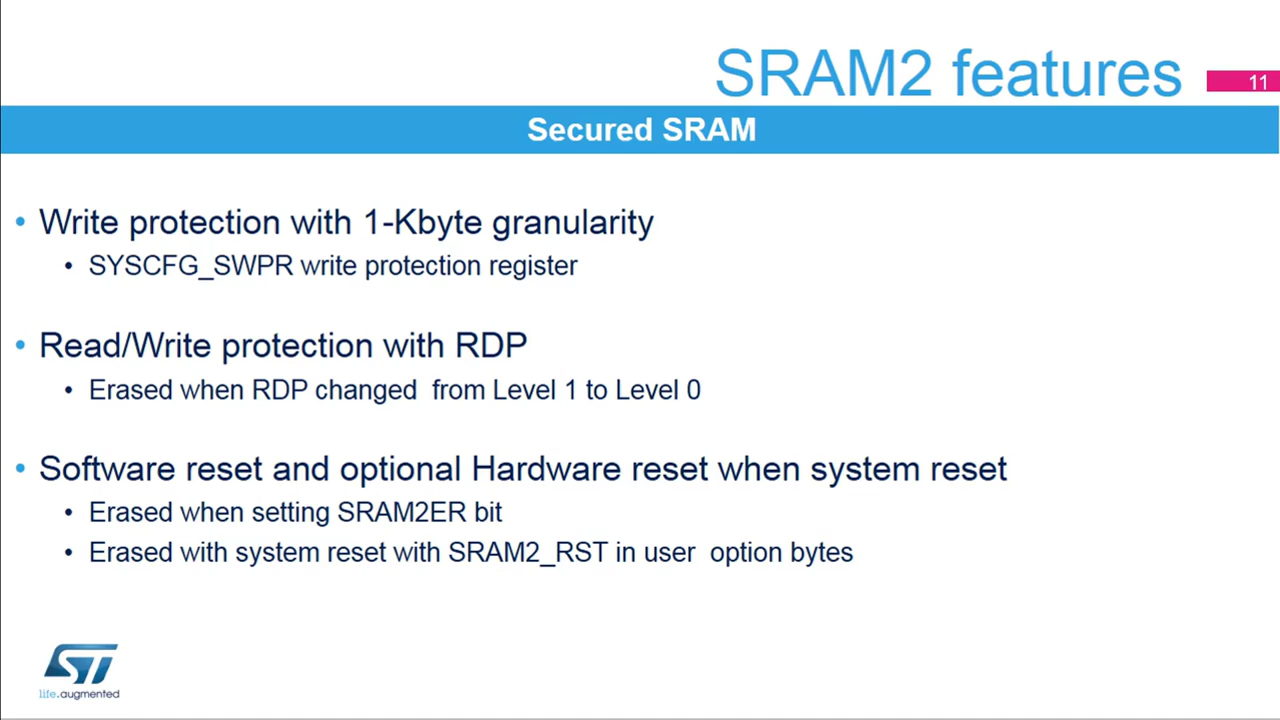 SRAM2 features
11
Secured SRAM
• Write protection with 1-Kbyte granularity
• SYSCFG_SWPR write protection register
• Read/Write protection with RDP
• Erased when RDP changed from Level 1 to Level 0
• Software reset and optional Hardware reset when system reset
• Erased when setting SRAM2ER bit
• Erased with system reset with SRAM2_RST in user option bytes
ST
life.augmented